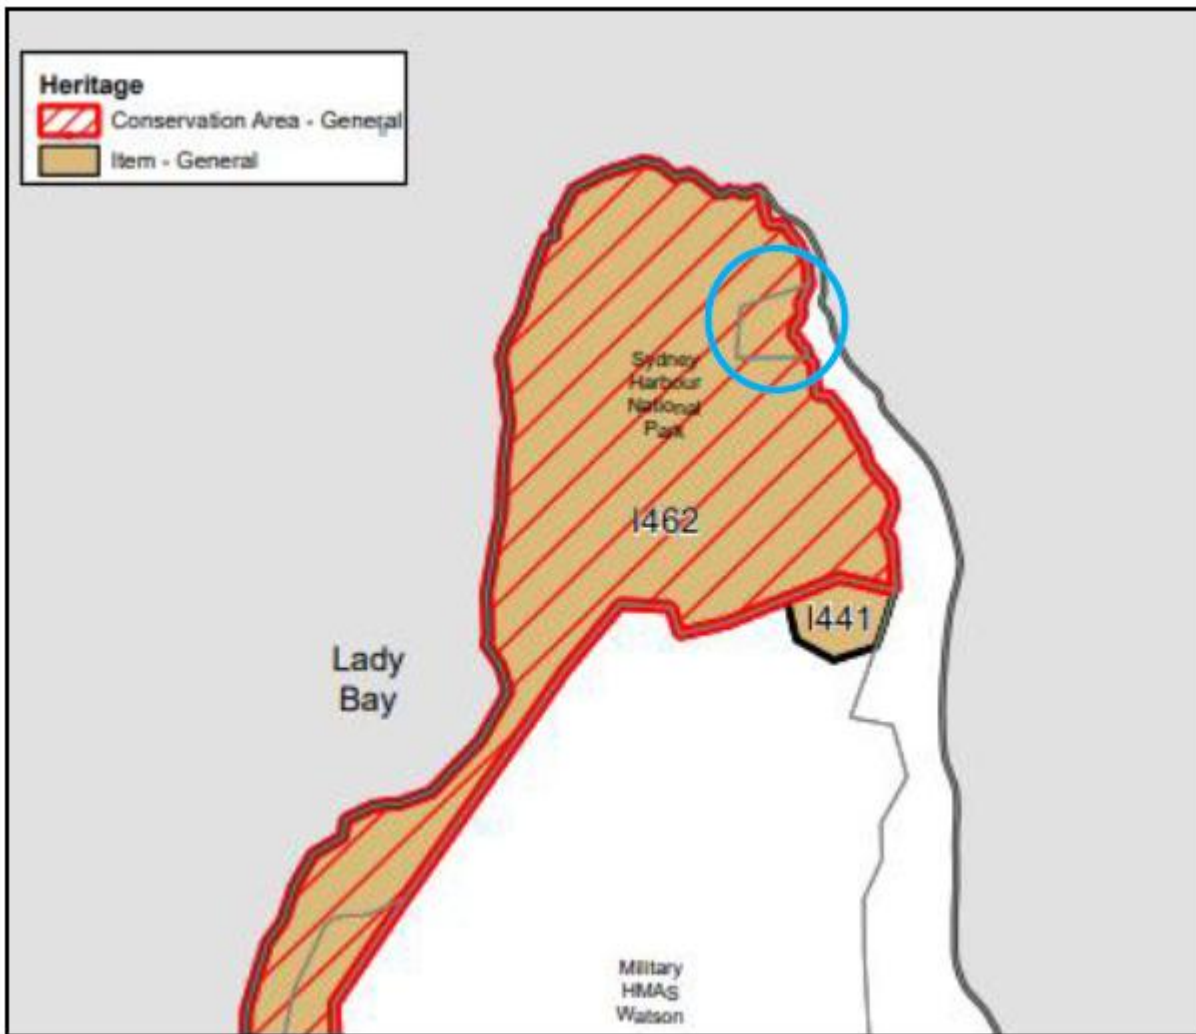 Heritage
Conservation Area - General
Item - General
Sydney
Harbour
National
Park
I462
I441
Lady
Bay
Military
HMAS
Watson